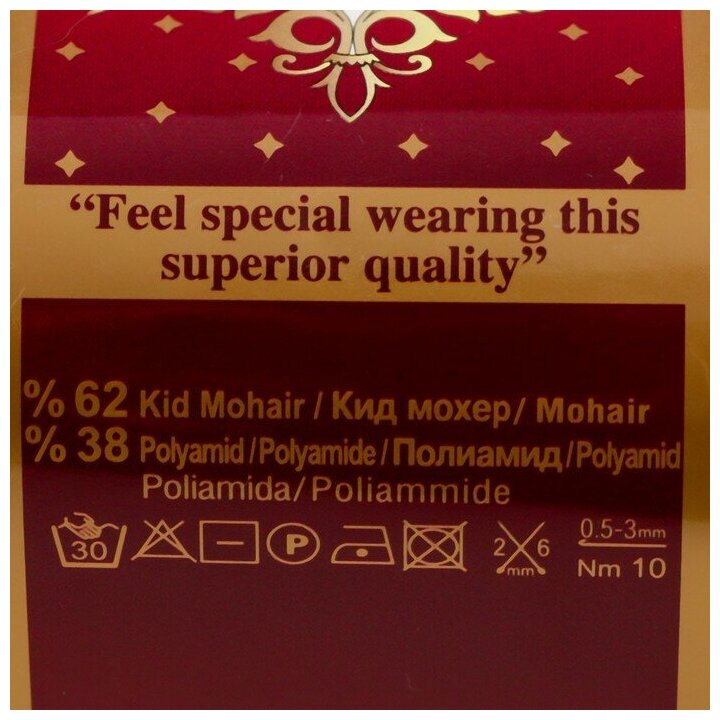 “Feel special wearing this
superior quality”
% 62 Kid Mohair / Кид мохер/ Mohair
% 38 Polyamid/Polyamide/Полиамид/Polyamid
Poliamida/Poliammide
30 P 2 6 mm 0.5-3mm
Nm 10